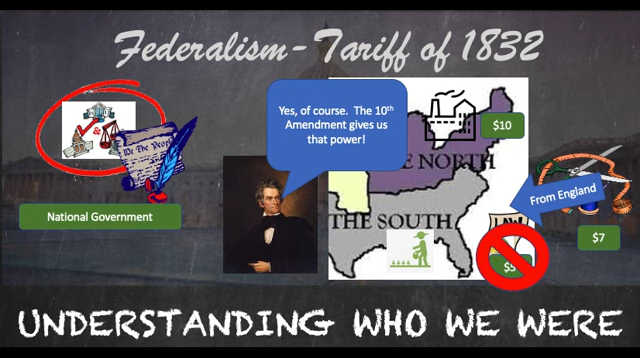 Federalism-Tariff of 1832
Yes, of course. The 10th
Amendment gives us
that power!
$10
&
We The People
THE NORTH
From England
National Government
THE SOUTH
LAW
$7
UNDERSTANDING WHO WE WERE